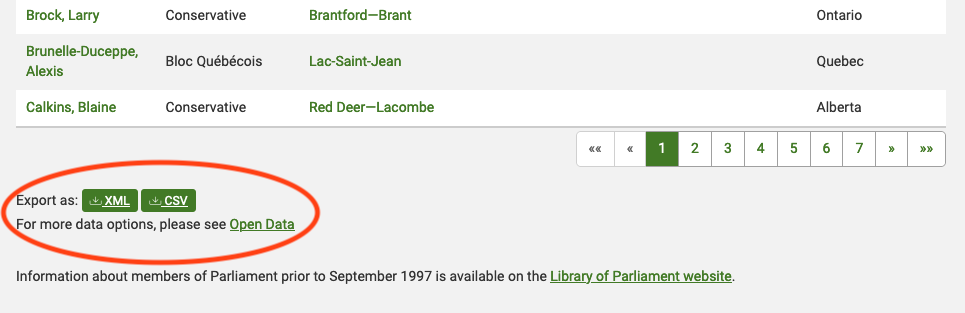 Brock, Larry Conservative Brantford—Brant Ontario
Brunelle-Duceppe,
Alexis Bloc Québécois Lac-Saint-Jean Quebec
Calkins, Blaine Conservative Red Deer—Lacombe Alberta
«« « 1 2 3 4 5 6 7 » »»
Export as: XML CSV
For more data options, please see Open Data
Information about members of Parliament prior to September 1997 is available on the Library of Parliament website.